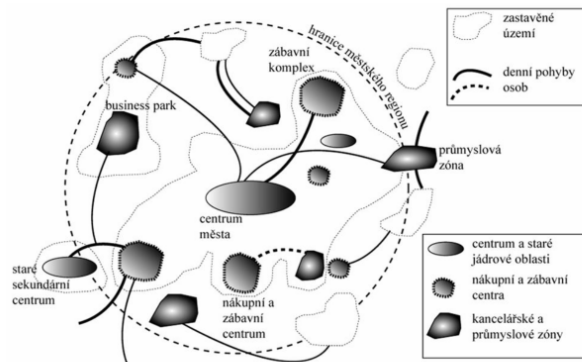 zábavní
komplex
hranice městského regionu
business park
průmyslová
zóna
centrum
města
staré
sekundární
centrum
nákupní a
zábavní
centrum
zastavěné
území
denní pohyby
osob
centrum a staré
jádrové oblasti
nákupní a zábavní
centra
kancelářské a
průmyslové zóny